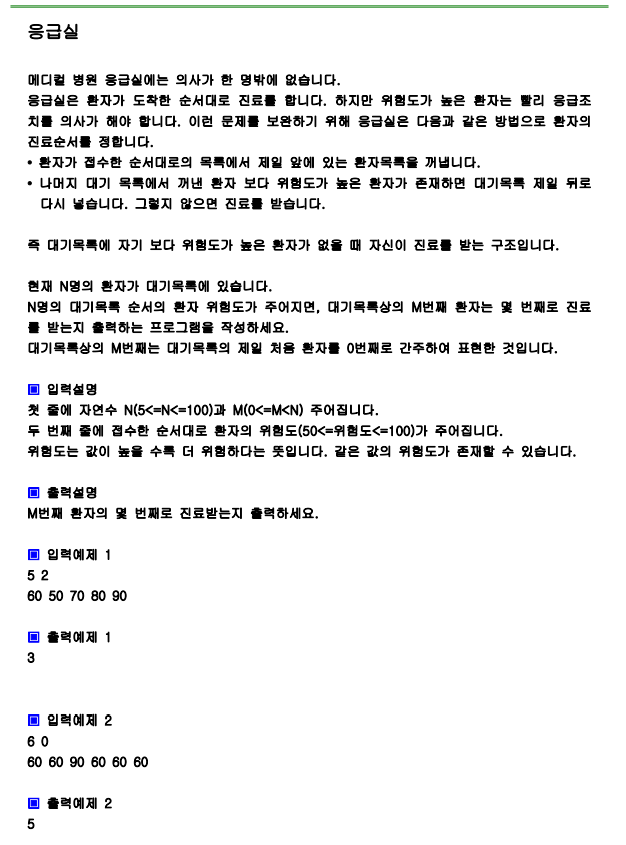 응급실
메디컬 병원 응급실에는 의사가 한 명밖에 없습니다.
응급실은 환자가 도착한 순서대로 진료를 합니다. 하지만 위험도가 높은 환자는 빨리 응급조
치를 의사가 해야 합니다. 이런 문제를 보완하기 위해 응급실은 다음과 같은 방법으로 환자의
진료순서를 정합니다.
• 환자가 접수한 순서대로의 목록에서 제일 앞에 있는 환자목록을 꺼냅니다.
• 나머지 대기 목록에서 꺼낸 환자 보다 위험도가 높은 환자가 존재하면 대기목록 제일 뒤로
다시 넣습니다. 그렇지 않으면 진료를 받습니다.
즉 대기목록에 자기 보다 위험도가 높은 환자가 없을 때 자신이 진료를 받는 구조입니다.
현재 N명의 환자가 대기목록에 있습니다.
N명의 대기목록 순서의 환자 위험도가 주어지면, 대기목록상의 M번째 환자는 몇 번째로 진료
를 받는지 출력하는 프로그램을 작성하세요.
대기목록상의 M번째는 대기목록의 제일 처음 환자를 0번째로 간주하여 표현한 것입니다.
▣ 입력설명
첫 줄에 자연수 N(5<=N<=100)과 M(0<=M<N) 주어집니다.
두 번째 줄에 접수한 순서대로 환자의 위험도(50<=위험도<=100)가 주어집니다.
위험도는 값이 높을 수록 더 위험하다는 뜻입니다. 같은 값의 위험도가 존재할 수 있습니다.
▣ 출력설명
M번째 환자의 몇 번째로 진료받는지 출력하세요.
▣ 입력예제 1
5 2
60 50 70 80 90
▣ 출력예제 1
3
▣ 입력예제 2
6 0
60 60 90 60 60 60
▣ 출력예제 2
5